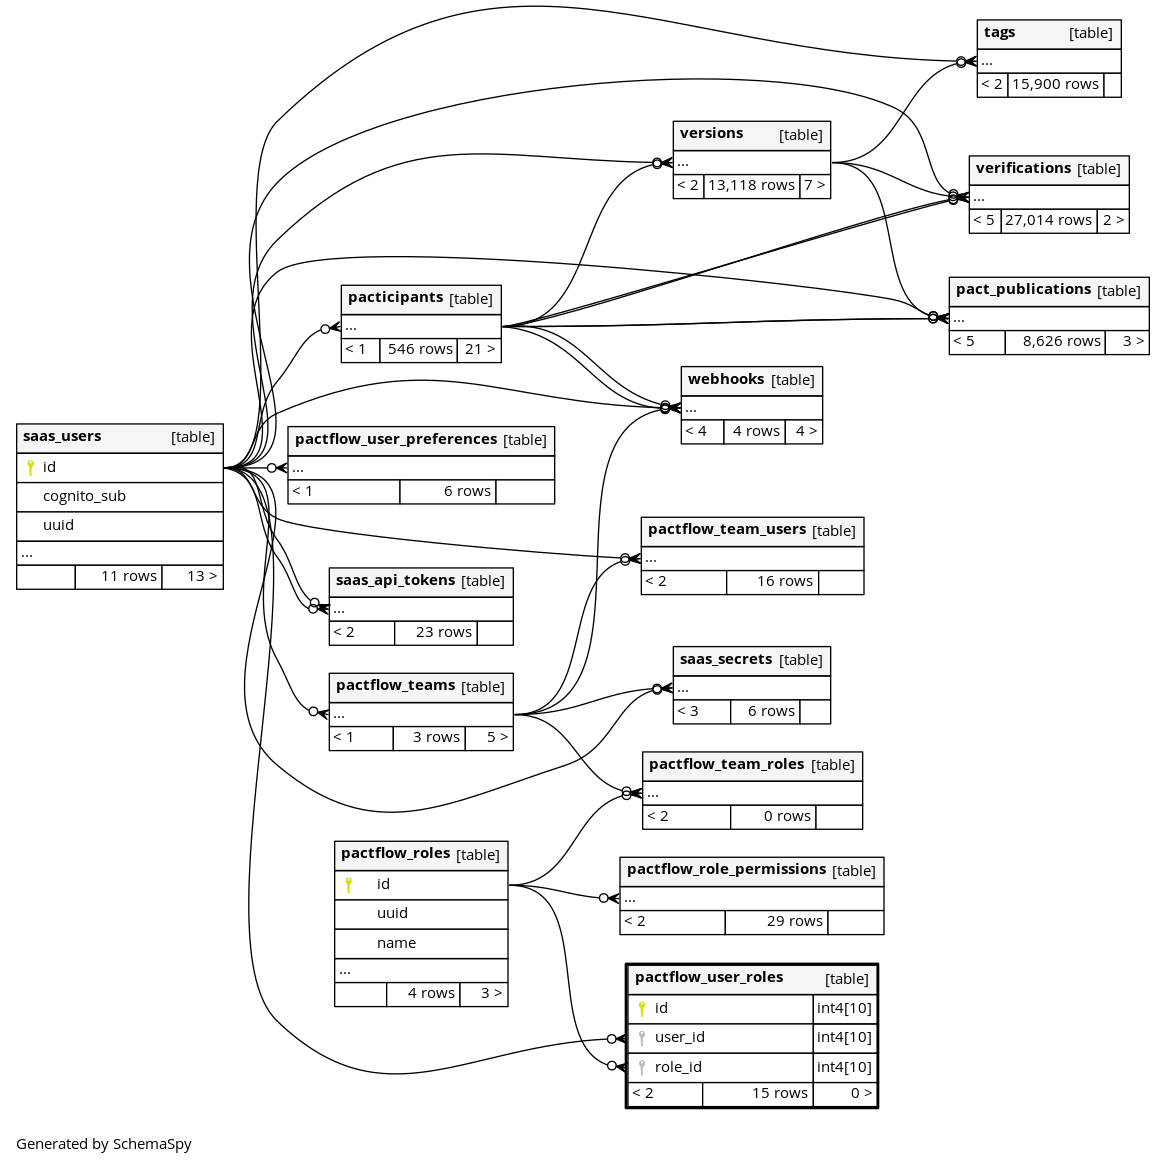 tags [table]
...
< 2 15,900 rows
versions [table]
...
< 2 13,118 rows 7 >
verifications [table]
...
< 5 27,014 rows 2 >
pacticipants [table]
...
< 1 546 rows 21 >
pact_publications [table]
...
< 5 8,626 rows 3 >
webhooks [table]
...
< 4 4 rows 4 >
saas_users [table]
id
cognito_sub
uuid
...
11 rows 13 >
pactflow_user_preferences [table]
...
< 1 6 rows
pactflow_team_users [table]
...
< 2 16 rows
saas_api_tokens [table]
...
< 2 23 rows
saas_secrets [table]
...
< 3 6 rows
pactflow_teams [table]
...
< 1 3 rows 5 >
pactflow_team_roles [table]
...
< 2 0 rows
pactflow_roles [table]
id
uuid
name
...
4 rows 3 >
pactflow_role_permissions [table]
...
< 2 29 rows
pactflow_user_roles [table]
id int4[10]
user_id int4[10]
role_id int4[10]
< 2 15 rows 0 >
Generated by SchemaSpy